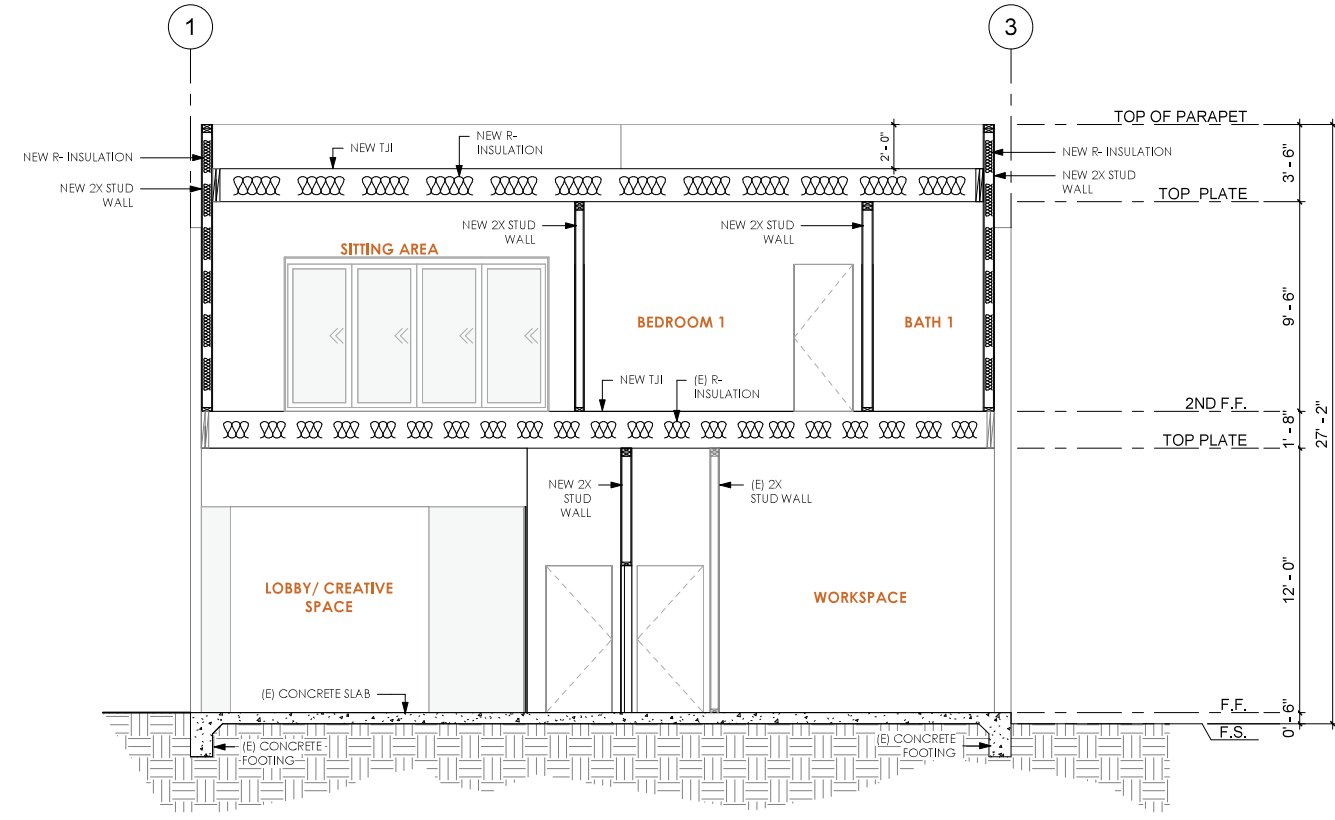 1
3
TOP OF PARAPET
NEW R-
INSULATION
NEW TJI
2' - 0"
NEW R- INSULATION
NEW R- INSULATION
3' - 6"
NEW 2X STUD
WALL
NEW 2X STUD
WALL
TOP PLATE
NEW 2X STUD
WALL
NEW 2X STUD
WALL
SITTING AREA
9' - 6"
BEDROOM 1
BATH 1
NEW TJI
(E) R-
INSULATION
2ND F.F.
1' - 8"
27' - 2"
TOP PLATE
NEW 2X
STUD
WALL
(E) 2X
STUD WALL
12' - 0"
LOBBY/ CREATIVE
SPACE
WORKSPACE
(E) CONCRETE SLAB
F.F.
0' - 6"
F.S.
(E) CONCRETE
FOOTING
(E) CONCRETE
FOOTING